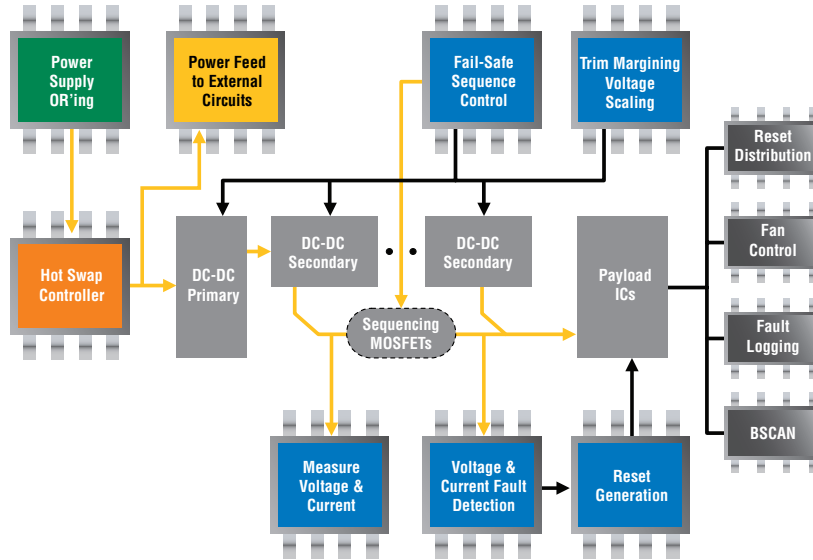 Power
Supply
OR'ing
Power Feed
to External
Circuits
Fail-Safe
Sequence
Control
Trim Margining
Voltage
Scaling
Reset
Distribution
Hot Swap
Controller
DC-DC
Primary
DC-DC
Secondary
DC-DC
Secondary
Payload
ICs
Fan
Control
Sequencing
MOSFETs
Fault
Logging
Measure
Voltage &
Current
Voltage &
Current Fault
Detection
Reset
Generation
BSCAN